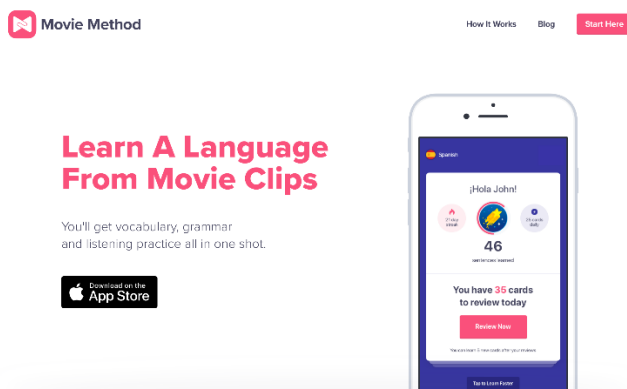 Movie Method
How It Works
Blog
Start Here
Learn A Language
From Movie Clips
You'll get vocabulary, grammar
and listening practice all in one shot.
Download on the
App Store
Spanish
¡Hola John!
46
sentences learned
You have 35 cards
to review today
Review Now
Tap to Learn Faster